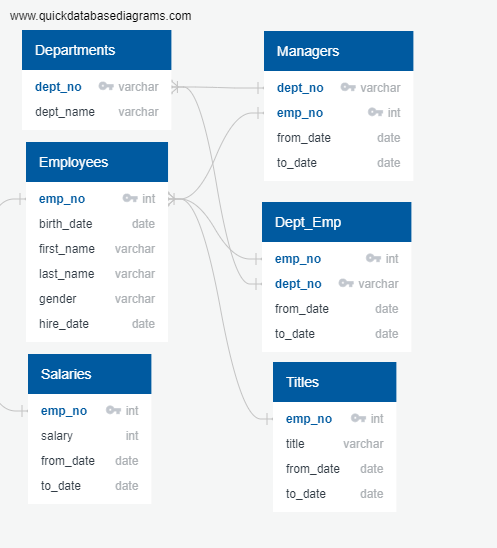 www.quickdatabasediagrams.com
Departments
dept_no varchar
dept_name varchar
Employees
emp_no int
birth_date date
first_name varchar
last_name varchar
gender varchar
hire_date date
Salaries
emp_no int
salary int
from_date date
to_date date
Managers
dept_no varchar
emp_no int
from_date date
to_date date
Dept_Emp
emp_no int
dept_no varchar
from_date date
to_date date
Titles
emp_no int
title varchar
from_date date
to_date date